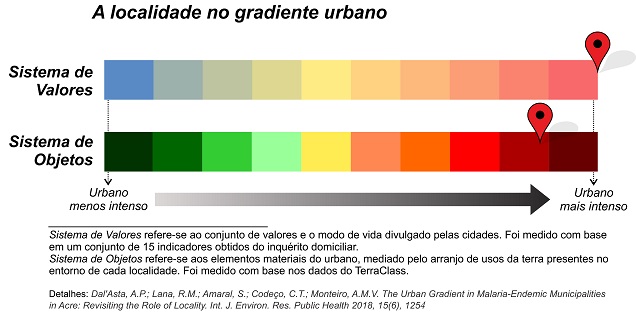 A localidade no gradiente urbano
Sistema de
Valores
Sistema de
Objetos
Urbano
menos intenso
Urbano
mais intenso
Sistema de Valores refere-se ao conjunto de valores e o modo de vida divulgado pelas cidades. Foi medido com base
em um conjunto de 15 indicadores obtidos do inquérito domiciliar.
Sistema de Objetos refere-se aos elementos materiais do urbano, mediado pelo arranjo de usos da terra presentes no
entorno de cada localidade. Foi medido com base nos dados do TerraClass.
Detalhes: Dal'Asta, A.P.; Lana, R.M.; Amaral, S.; Codeço, C.T.; Monteiro, A.M.V. The Urban Gradient in Malaria-Endemic Municipalities
in Acre: Revisiting the Role of Locality. Int. J. Environ. Res. Public Health 2018, 15(6), 1254